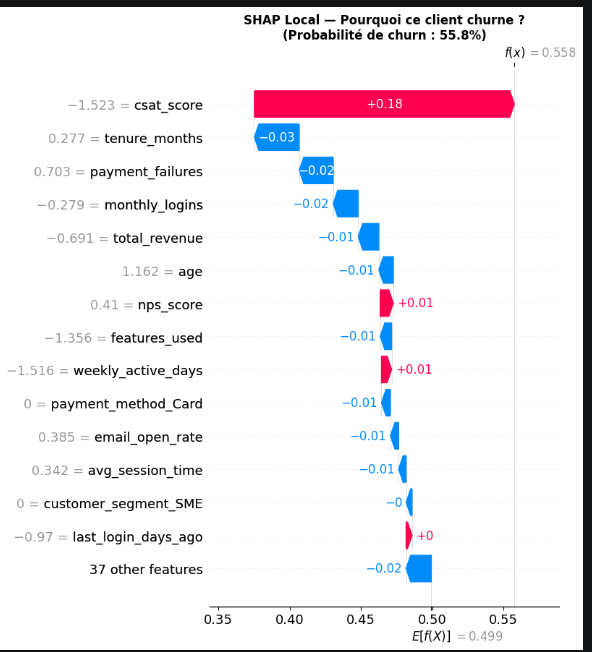 SHAP Local — Pourquoi ce client churne ?
(Probabilité de churn : 55.8%)
f(x) = 0.558
−1.523 = csat_score +0.18
0.277 = tenure_months −0.03
0.703 = payment_failures −0.02
−0.279 = monthly_logins −0.02
−0.691 = total_revenue −0.01
1.162 = age −0.01
0.41 = nps_score +0.01
−1.356 = features_used −0.01
−1.516 = weekly_active_days +0.01
0 = payment_method_Card −0.01
0.385 = email_open_rate −0.01
0.342 = avg_session_time −0.01
0 = customer_segment_SME −0
−0.97 = last_login_days_ago +0
37 other features −0.02
0.35 0.40 0.45 0.50 0.55
E[f(X)] = 0.499